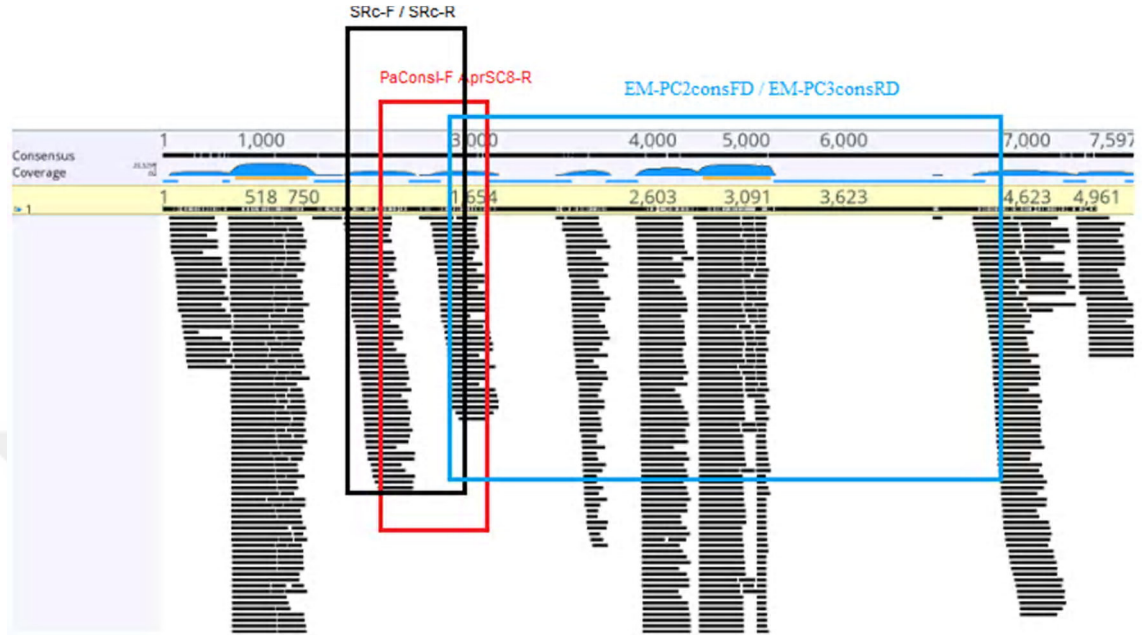 SRc-F / SRc-R
PaConsI-F AprSC8-R
EM-PC2consFD / EM-PC3consRD
1 1,000 3,000 4,000 5,000 6,000 7,000 7,597
Consensus
Coverage
1 518 750 1,654 2,603 3,091 3,623 4,623 4,961
1